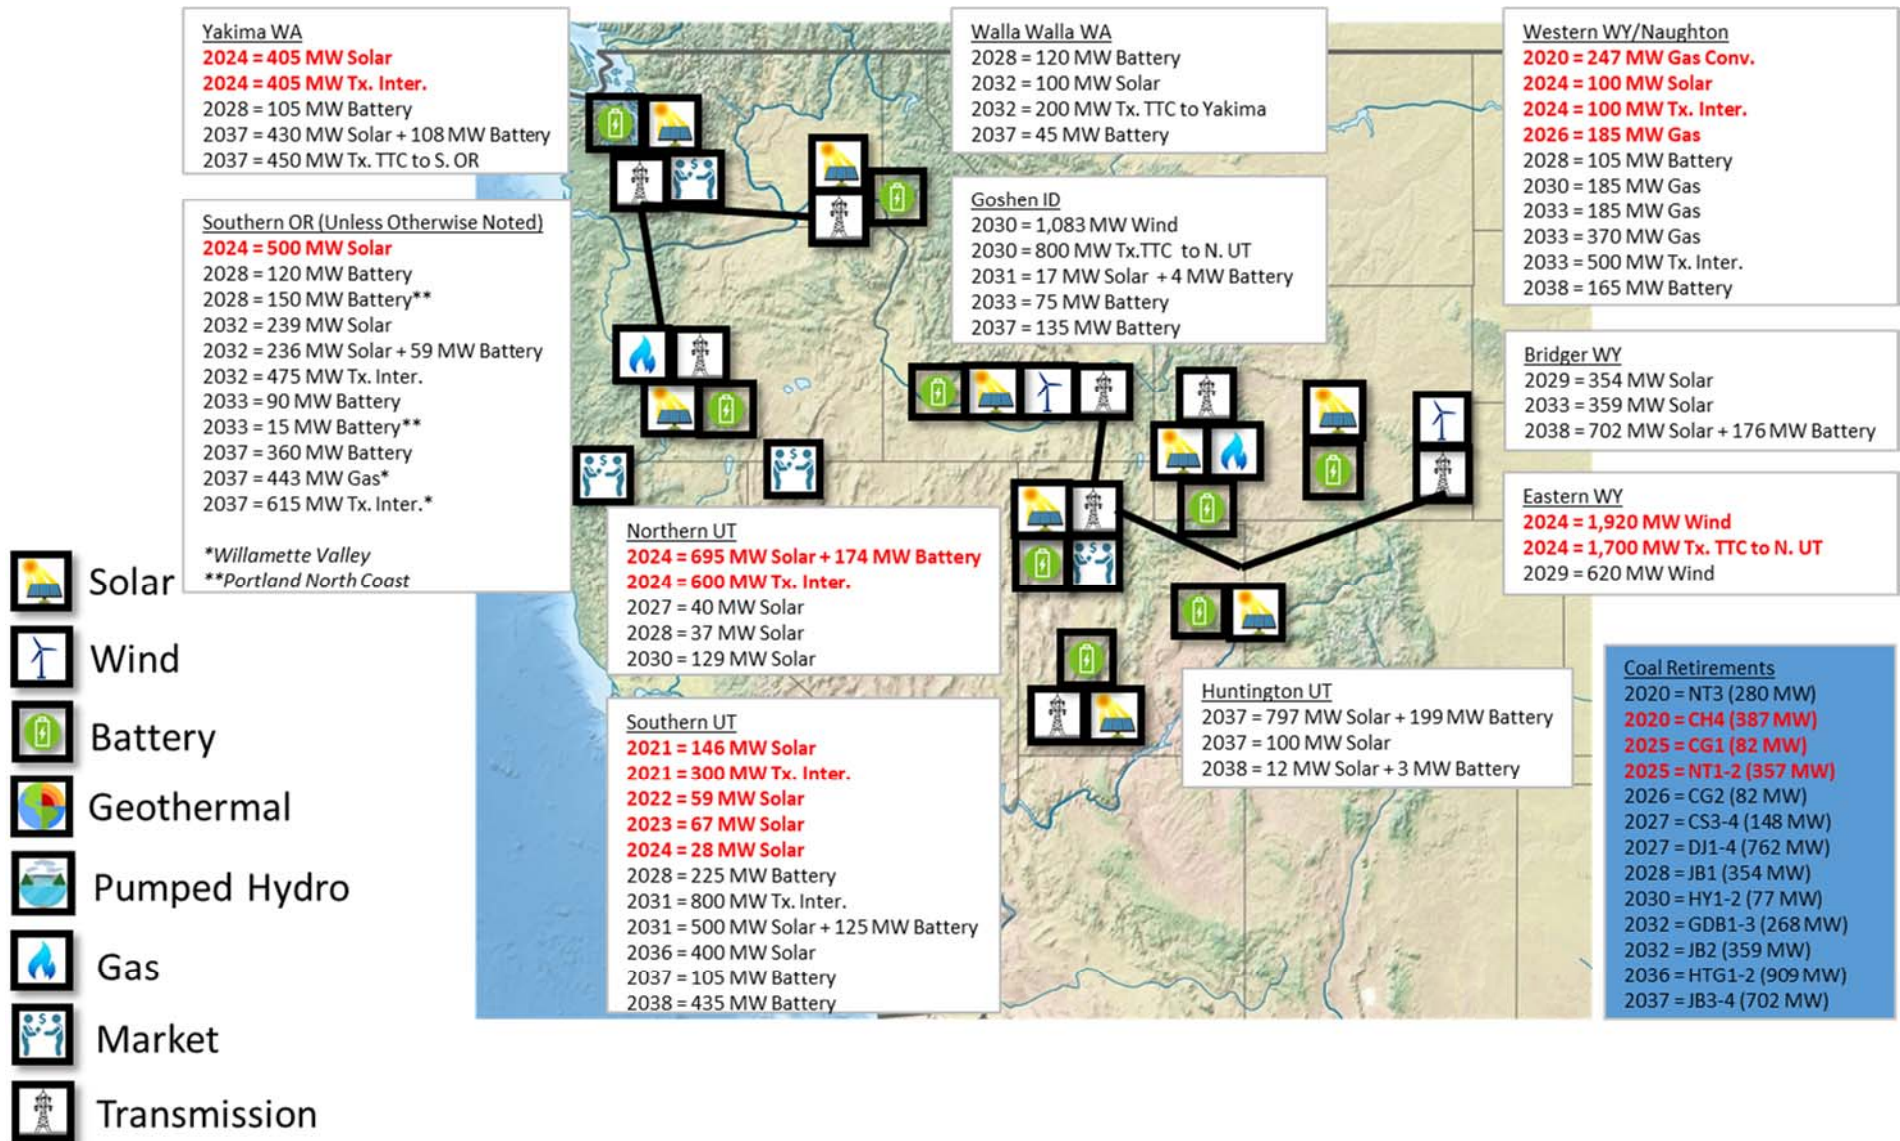 Yakima WA
2024 = 405 MW Solar
2024 = 405 MW Tx. Inter.
2028 = 105 MW Battery
2037 = 430 MW Solar + 108 MW Battery
2037 = 450 MW Tx. TTC to S. OR
Southern OR (Unless Otherwise Noted)
2024 = 500 MW Solar
2028 = 120 MW Battery
2028 = 150 MW Battery**
2032 = 239 MW Solar
2032 = 236 MW Solar + 59 MW Battery
2032 = 475 MW Tx. Inter.
2033 = 90 MW Battery
2033 = 15 MW Battery**
2037 = 360 MW Battery
2037 = 443 MW Gas*
2037 = 615 MW Tx. Inter.*
*Willamette Valley
**Portland North Coast
Walla Walla WA
2028 = 120 MW Battery
2032 = 100 MW Solar
2032 = 200 MW Tx. TTC to Yakima
2037 = 45 MW Battery
Goshen ID
2030 = 1,083 MW Wind
2030 = 800 MW Tx.TTC to N. UT
2031 = 17 MW Solar + 4 MW Battery
2033 = 75 MW Battery
2037 = 135 MW Battery
Western WY/Naughton
2020 = 247 MW Gas Conv.
2024 = 100 MW Solar
2024 = 100 MW Tx. Inter.
2026 = 185 MW Gas
2028 = 105 MW Battery
2030 = 185 MW Gas
2033 = 185 MW Gas
2033 = 370 MW Gas
2033 = 500 MW Tx. Inter.
2038 = 165 MW Battery
Bridger WY
2029 = 354 MW Solar
2033 = 359 MW Solar
2038 = 702 MW Solar + 176 MW Battery
Eastern WY
2024 = 1,920 MW Wind
2024 = 1,700 MW Tx. TTC to N. UT
2029 = 620 MW Wind
Northern UT
2024 = 695 MW Solar + 174 MW Battery
2024 = 600 MW Tx. Inter.
2027 = 40 MW Solar
2028 = 37 MW Solar
2030 = 129 MW Solar
Southern UT
2021 = 146 MW Solar
2021 = 300 MW Tx. Inter.
2022 = 59 MW Solar
2023 = 67 MW Solar
2024 = 28 MW Solar
2028 = 225 MW Battery
2031 = 800 MW Tx. Inter.
2031 = 500 MW Solar + 125 MW Battery
2036 = 400 MW Solar
2037 = 105 MW Battery
2038 = 435 MW Battery
Huntington UT
2037 = 797 MW Solar + 199 MW Battery
2037 = 100 MW Solar
2038 = 12 MW Solar + 3 MW Battery
Coal Retirements
2020 = NT3 (280 MW)
2020 = CH4 (387 MW)
2025 = CG1 (82 MW)
2025 = NT1-2 (357 MW)
2026 = CG2 (82 MW)
2027 = CS3-4 (148 MW)
2027 = DJ1-4 (762 MW)
2028 = JB1 (354 MW)
2030 = HY1-2 (77 MW)
2032 = GDB1-3 (268 MW)
2032 = JB2 (359 MW)
2036 = HTG1-2 (909 MW)
2037 = JB3-4 (702 MW)
Solar
Wind
Battery
Geothermal
Pumped Hydro
Gas
Market
Transmission